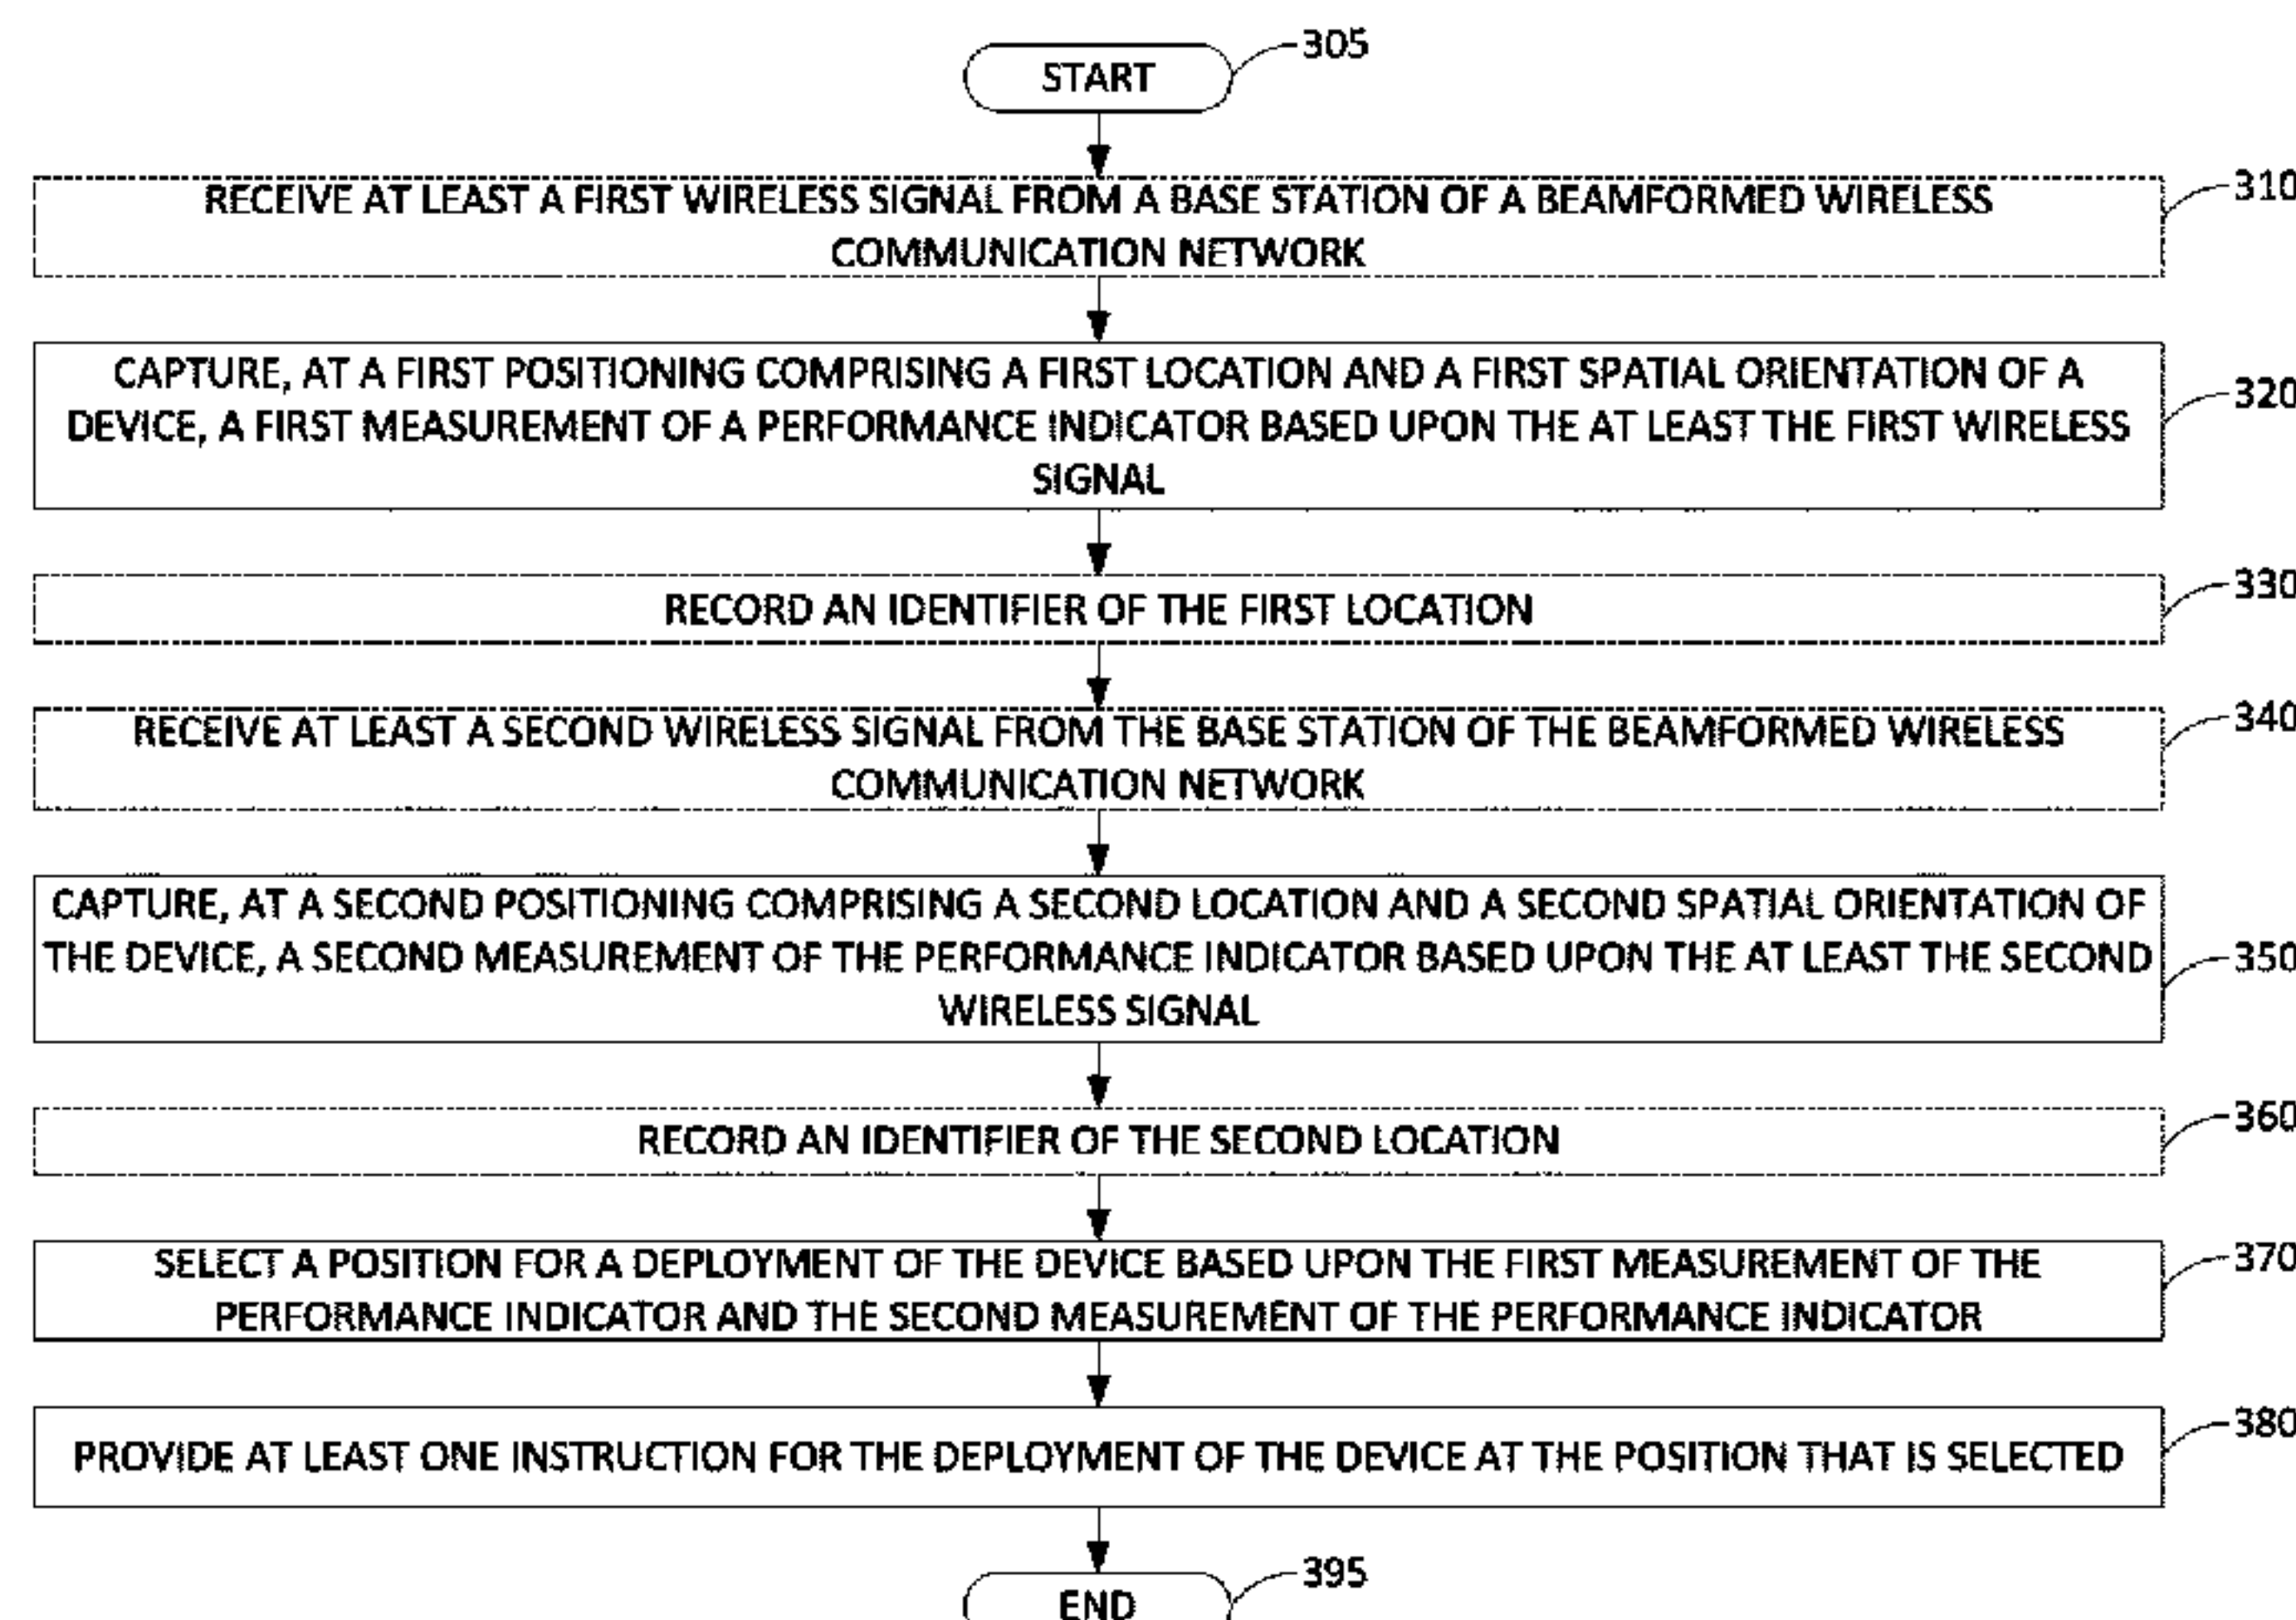 START
305
RECEIVE AT LEAST A FIRST WIRELESS SIGNAL FROM A BASE STATION OF A BEAMFORMED WIRELESS
COMMUNICATION NETWORK
310
CAPTURE, AT A FIRST POSITIONING COMPRISING A FIRST LOCATION AND A FIRST SPATIAL ORIENTATION OF A
DEVICE, A FIRST MEASUREMENT OF A PERFORMANCE INDICATOR BASED UPON THE AT LEAST THE FIRST WIRELESS
SIGNAL
320
RECORD AN IDENTIFIER OF THE FIRST LOCATION
330
RECEIVE AT LEAST A SECOND WIRELESS SIGNAL FROM THE BASE STATION OF THE BEAMFORMED WIRELESS
COMMUNICATION NETWORK
340
CAPTURE, AT A SECOND POSITIONING COMPRISING A SECOND LOCATION AND A SECOND SPATIAL ORIENTATION OF
THE DEVICE, A SECOND MEASUREMENT OF THE PERFORMANCE INDICATOR BASED UPON THE AT LEAST THE SECOND
WIRELESS SIGNAL
350
RECORD AN IDENTIFIER OF THE SECOND LOCATION
360
SELECT A POSITION FOR A DEPLOYMENT OF THE DEVICE BASED UPON THE FIRST MEASUREMENT OF THE
PERFORMANCE INDICATOR AND THE SECOND MEASUREMENT OF THE PERFORMANCE INDICATOR
370
PROVIDE AT LEAST ONE INSTRUCTION FOR THE DEPLOYMENT OF THE DEVICE AT THE POSITION THAT IS SELECTED
380
END
395